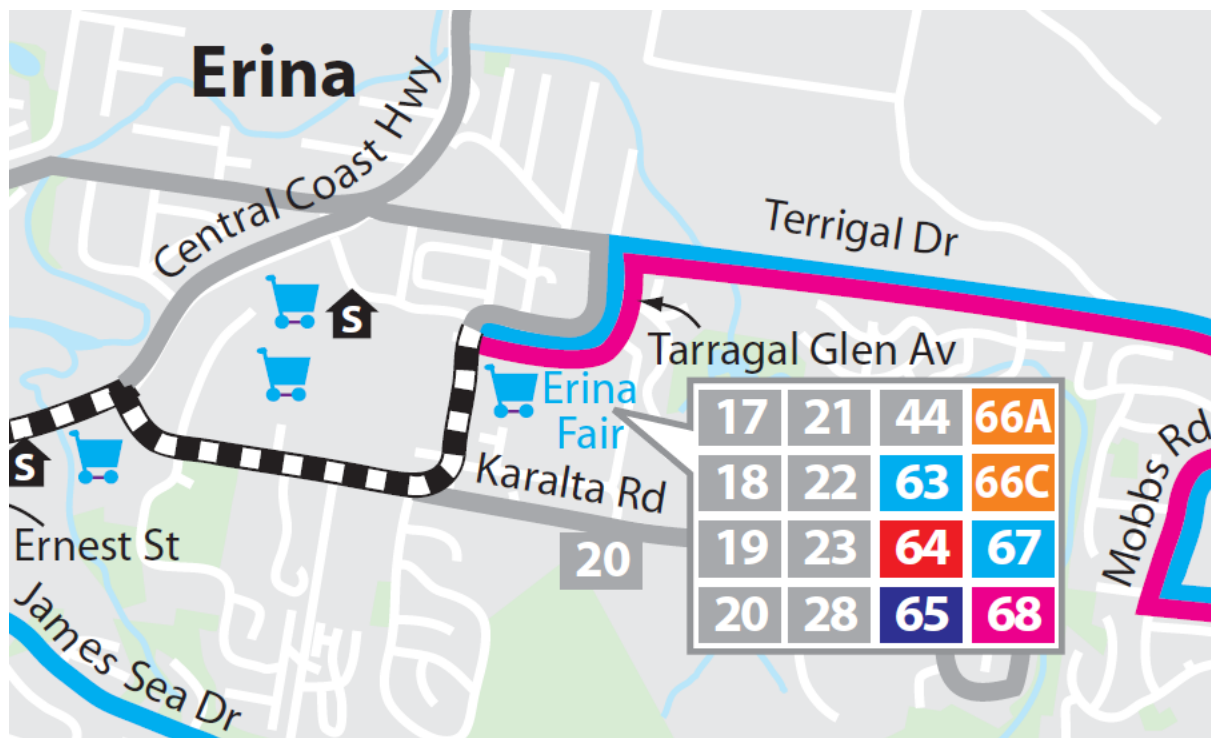 Erina
Central Coast Hwy
Terrigal Dr
S
Tarragal Glen Av
Erina
Fair
17 21 44 66A
18 22 63 66C
19 23 64 67
20 28 65 68
Mobbs Rd
S
Karalta Rd
Ernest St
20
James Sea Dr